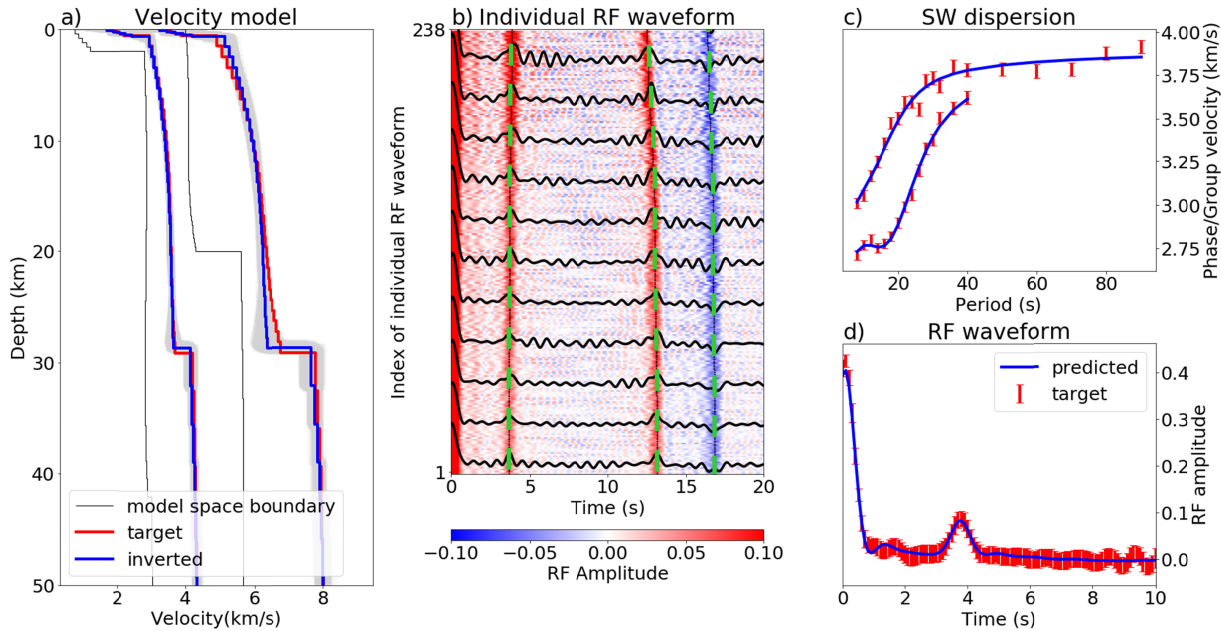 a) Velocity model
0
10
20
30
40
50
Depth (km)
model space boundary
target
inverted
2
4
6
8
Velocity(km/s)
b) Individual RF waveform
238
1
Index of individual RF waveform
0
5
10
15
20
Time (s)
−0.10
−0.05
0.00
0.05
0.10
RF Amplitude
c) SW dispersion
4.00
3.75
3.50
3.25
3.00
2.75
Phase/Group velocity (km/s)
20
40
60
80
Period (s)
d) RF waveform
predicted
target
0.4
0.3
0.2
0.1
0.0
RF amplitude
0
2
4
6
8
10
Time (s)